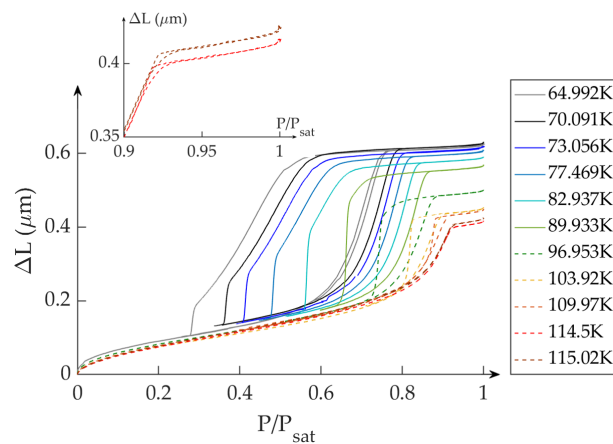 ΔL (μm)
0.4
0.35
0.9
0.95
1
P/Psat
ΔL (μm)
0.6
0.4
0.2
0
0
0.2
0.4
0.6
0.8
1
P/Psat
64.992K
70.091K
73.056K
77.469K
82.937K
89.933K
96.953K
103.92K
109.97K
114.5K
115.02K